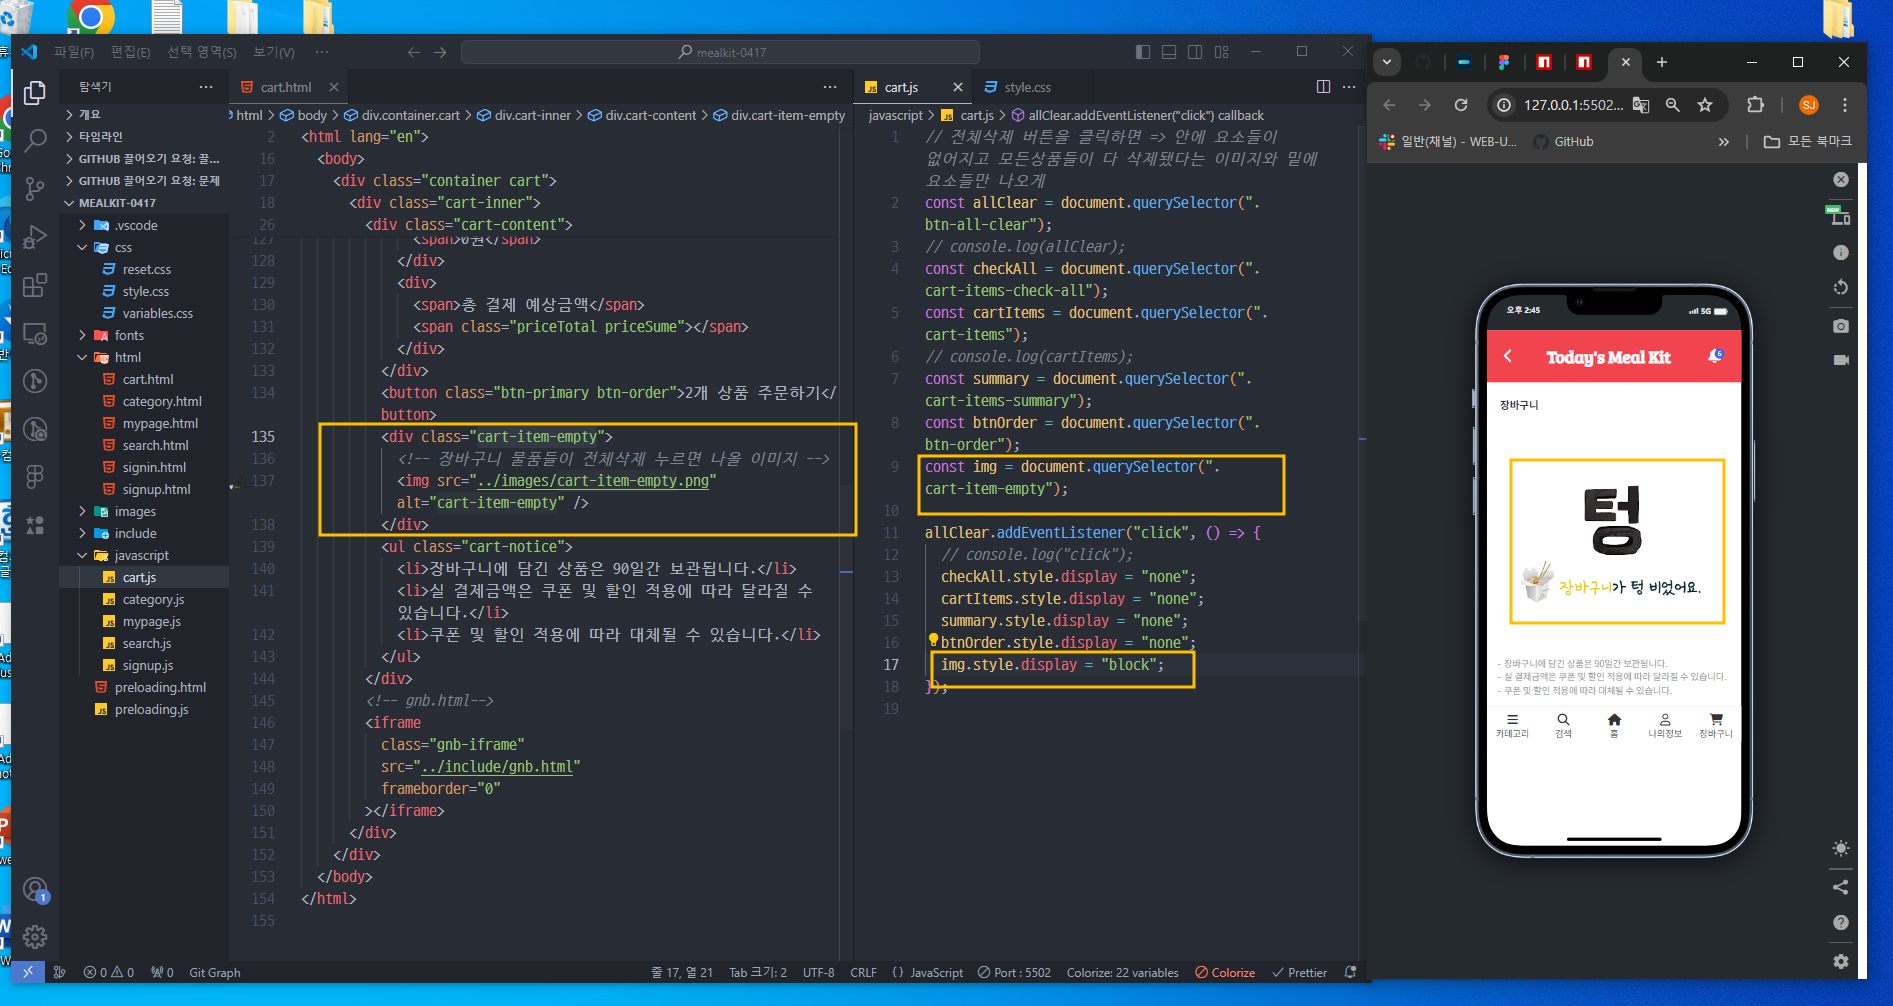 파일(F) 편집(E) 선택 영역(S) 보기(V) ···
mealkit-0417
탐색기
개요
타임라인
GITHUB 끌어오기 요청: 끌...
GITHUB 끌어오기 요청: 문제
MEALKIT-0417
.vscode
css
reset.css
style.css
variables.css
fonts
html
cart.html
category.html
mypage.html
search.html
signin.html
signup.html
images
include
javascript
cart.js
category.js
mypage.js
search.js
signup.js
preloading.html
preloading.js
1
cart.html
html > body > div.container.cart > div.cart-inner > div.cart-content > div.cart-item-empty
2 <html lang="en">
16 <body>
17 <div class="container cart">
18 <div class="cart-inner">
26 <div class="cart-content">
127 <span>0원</span>
128 </div>
129 <div>
130 <span>총 결제 예상금액</span>
131 <span class="priceTotal priceSume"></span>
132 </div>
133 </div>
134 <button class="btn-primary btn-order">2개 상품 주문하기</
button>
135 <div class="cart-item-empty">
136 <!-- 장바구니 물품들이 전체삭제 누르면 나올 이미지 -->
137 <img src="../images/cart-item-empty.png"
alt="cart-item-empty" />
138 </div>
139 <ul class="cart-notice">
140 <li>장바구니에 담긴 상품은 90일간 보관됩니다.</li>
141 <li>실 결제금액은 쿠폰 및 할인 적용에 따라 달라질 수
있습니다.</li>
142 <li>쿠폰 및 할인 적용에 따라 대체될 수 있습니다.</li>
143 </ul>
144 </div>
145 <!-- gnb.html-->
146 <iframe
147 class="gnb-iframe"
148 src="../include/gnb.html"
149 frameborder="0"
150 ></iframe>
151 </div>
152 </div>
153 </body>
154 </html>
155
cart.js style.css
javascript > cart.js > allClear.addEventListener("click") callback
1 // 전체삭제 버튼을 클릭하면 => 안에 요소들이
없어지고 모든상품들이 다 삭제됐다는 이미지와 밑에
요소들만 나오게
2 const allClear = document.querySelector(".
btn-all-clear");
3 // console.log(allClear);
4 const checkAll = document.querySelector(".
cart-items-check-all");
5 const cartItems = document.querySelector(".
cart-items");
6 // console.log(cartItems);
7 const summary = document.querySelector(".
cart-items-summary");
8 const btnOrder = document.querySelector(".
btn-order");
9 const img = document.querySelector(".
cart-item-empty");
10
11 allClear.addEventListener("click", () => {
12 // console.log("click");
13 checkAll.style.display = "none";
14 cartItems.style.display = "none";
15 summary.style.display = "none";
16 btnOrder.style.display = "none";
17 img.style.display = "block";
18 });
19
0 0 0 Git Graph
줄 17, 열 21 Tab 크기: 2 UTF-8 CRLF {} JavaScript Port : 5502 Colorize: 22 variables Colorize Prettier
127.0.0.1:5502...
SJ
일반(채널) - WEB-U... GitHub » 모든 북마크
NEW
오후 2:45 5G
Today's Meal Kit
6
장바구니
텅
장바구니가 텅 비었어요.
- 장바구니에 담긴 상품은 90일간 보관됩니다.
- 실 결제금액은 쿠폰 및 할인 적용에 따라 달라질 수 있습니다.
- 쿠폰 및 할인 적용에 따라 대체될 수 있습니다.
카테고리 검색 홈 나의정보 장바구니